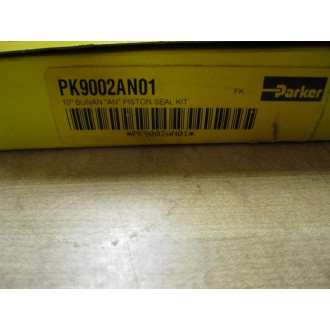 PK9002AN01
10" BUNAN "AN" PISTON SEAL KIT
FK
Parker
*PK9002AN01*